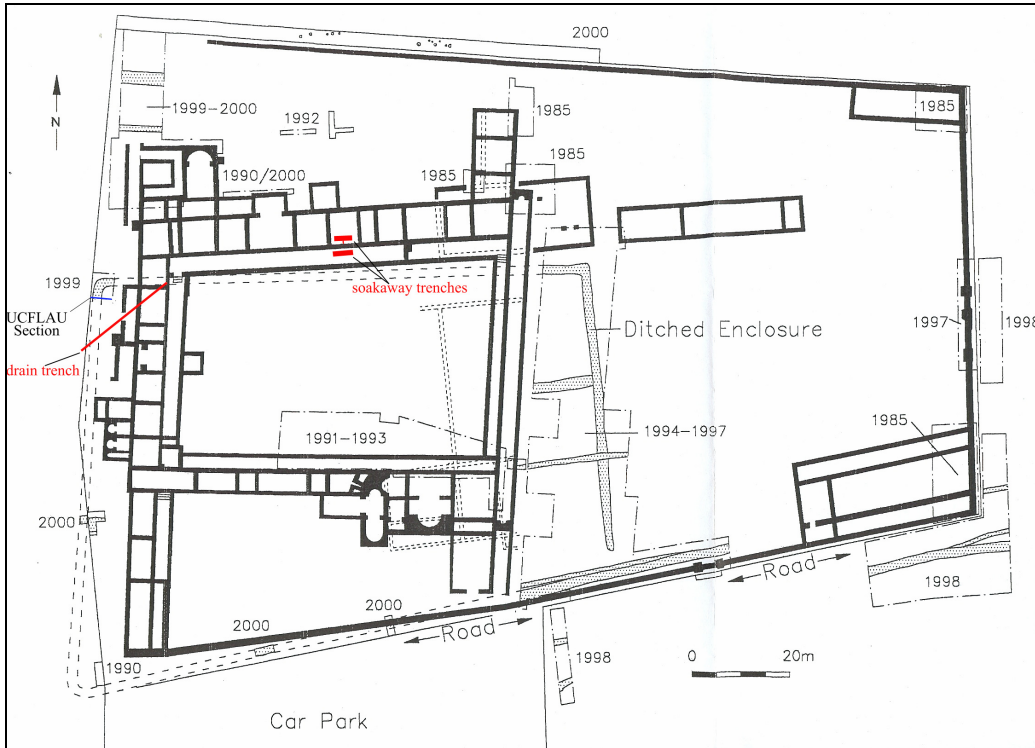 2000
N
1999-2000
1992
1985
1985
1990/2000
1985
1985
soakaway trenches
1999
UCFLAU
Section
drain trench
Ditched Enclosure
1997
1998
1991-1993
1994-1997
1985
2000
Road
1998
2000
2000
Road
1990
1998
0 20m
Car Park